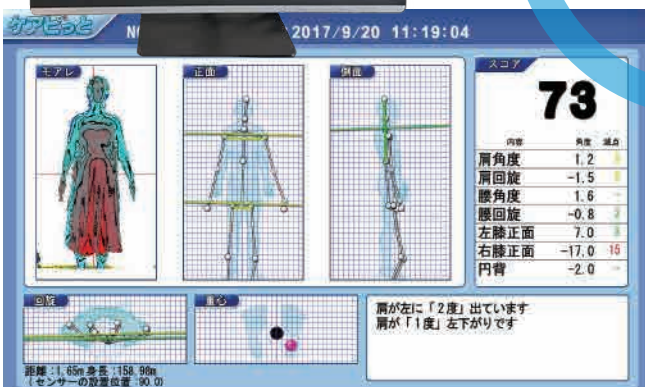 ケアピっと
2017/9/20 11:19:04
モアレ
正面
側面
スコア
73
内容 角度 減点
肩角度 1.2
肩回旋 -1.5
腰角度 1.6 -
腰回旋 -0.8
左膝正面 7.0
右膝正面 -17.0 15
円背 -2.0 -
回旋
重心
肩が左に「2度」出ています
肩が「1度」左下がりです
距離:1.65m 身長:158.98m
(センサーの設置位置:90.0)